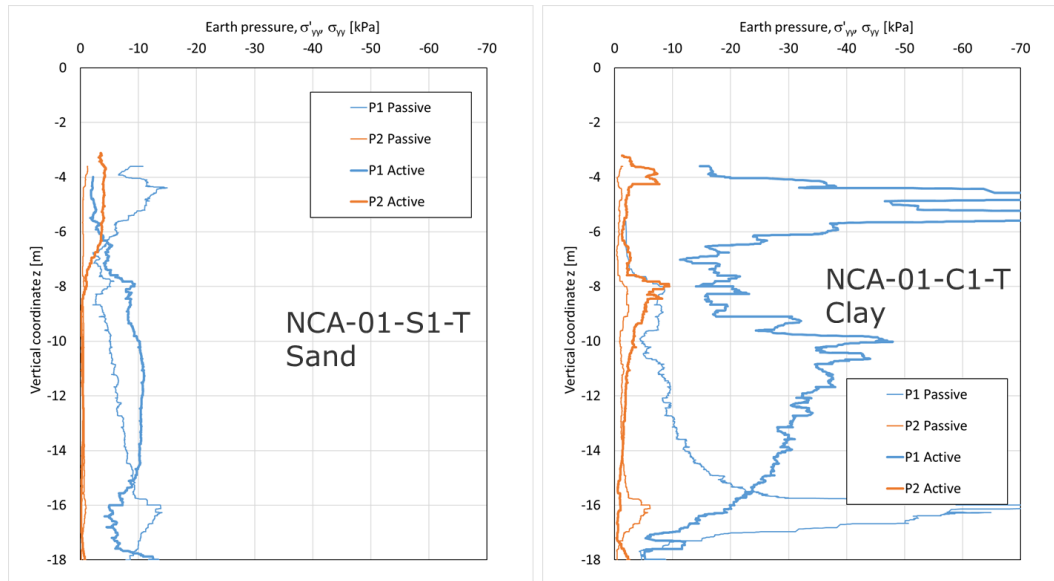 Earth pressure, σ'yy, σyy [kPa]
0 -10 -20 -30 -40 -50 -60 -70
0
-2
-4
-6
-8
-10
-12
-14
-16
-18
Vertical coordinate z [m]
P1 Passive
P2 Passive
P1 Active
P2 Active
NCA-01-S1-T
Sand
Earth pressure, σ'yy, σyy [kPa]
0 -10 -20 -30 -40 -50 -60 -70
0
-2
-4
-6
-8
-10
-12
-14
-16
-18
Vertical coordinate z [m]
NCA-01-C1-T
Clay
P1 Passive
P2 Passive
P1 Active
P2 Active